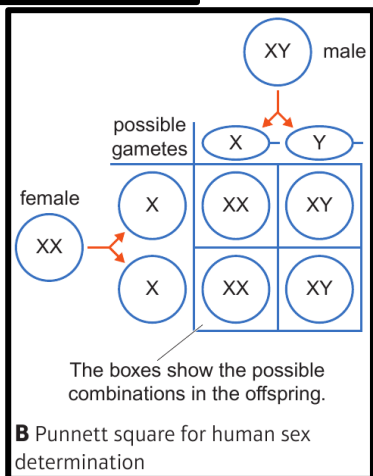 XY male
possible
gametes
X Y
female
XX
X XX XY
X XX XY
The boxes show the possible
combinations in the offspring.
B Punnett square for human sex
determination